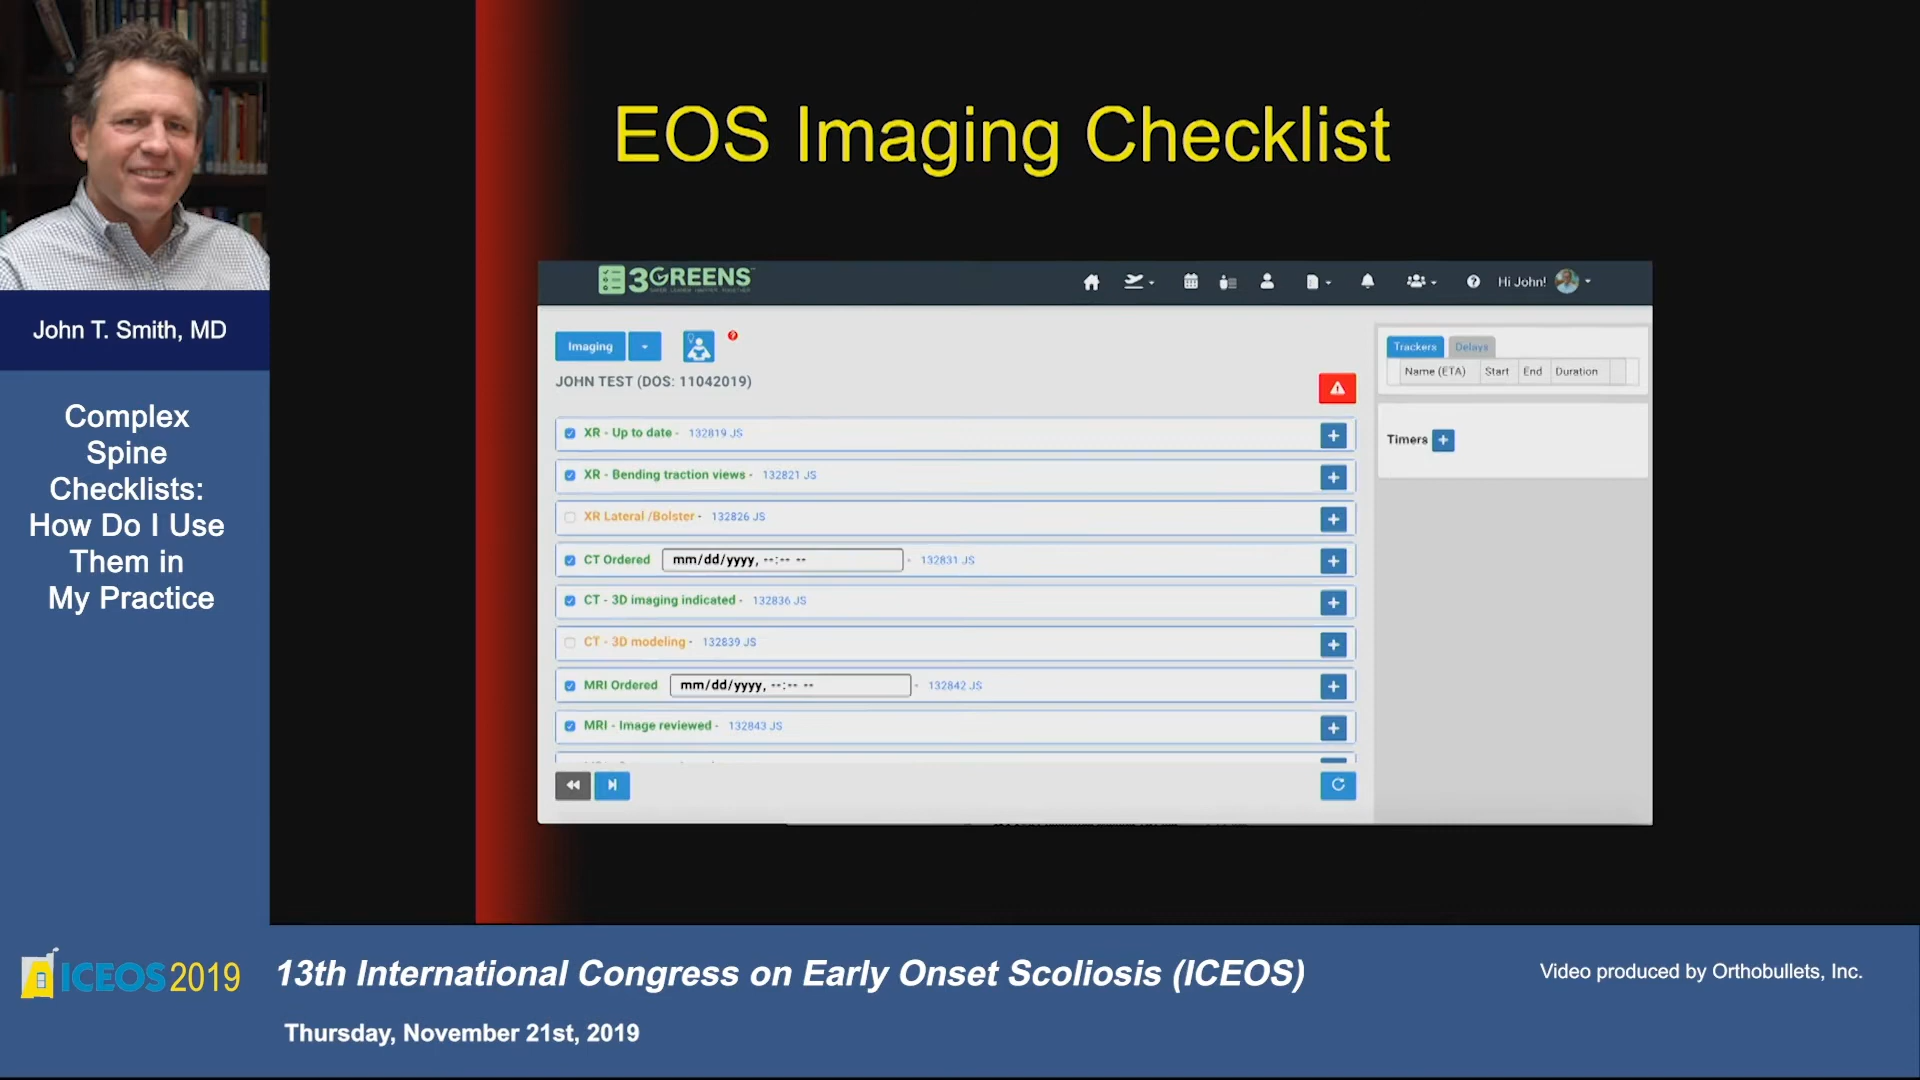 EOS Imaging Checklist
3GREENS
Hi John!
Imaging
JOHN TEST (DOS: 11042019)
XR - Up to date - 132819 JS
XR - Bending traction views - 132821 JS
XR Lateral /Bolster - 132826 JS
CT Ordered mm/dd/yyyy, --:-- -- - 132831 JS
CT - 3D imaging indicated - 132836 JS
CT - 3D modeling - 132839 JS
MRI Ordered mm/dd/yyyy, --:-- -- - 132842 JS
MRI - Image reviewed - 132843 JS
Trackers Delays
Name (ETA) Start End Duration
Timers
John T. Smith, MD
Complex
Spine
Checklists:
How Do I Use
Them in
My Practice
ICEOS 2019
13th International Congress on Early Onset Scoliosis (ICEOS)
Thursday, November 21st, 2019
Video produced by Orthobullets, Inc.